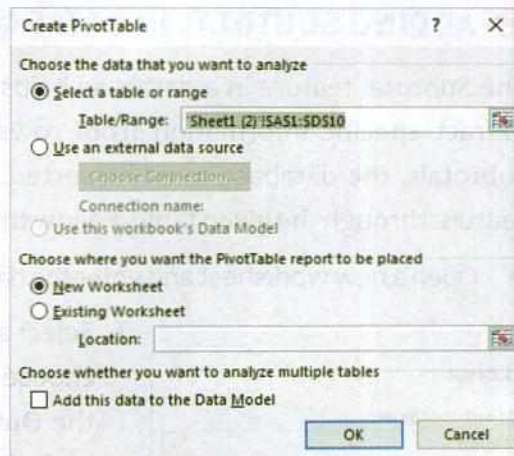 Create PivotTable ? ×
Choose the data that you want to analyze
Select a table or range
Table/Range: 'Sheet1 (2)'!$A$1:$D$10
Use an external data source
Choose Connection...
Connection name:
Use this workbook's Data Model
Choose where you want the PivotTable report to be placed
New Worksheet
Existing Worksheet
Location:
Choose whether you want to analyze multiple tables
Add this data to the Data Model
OK Cancel